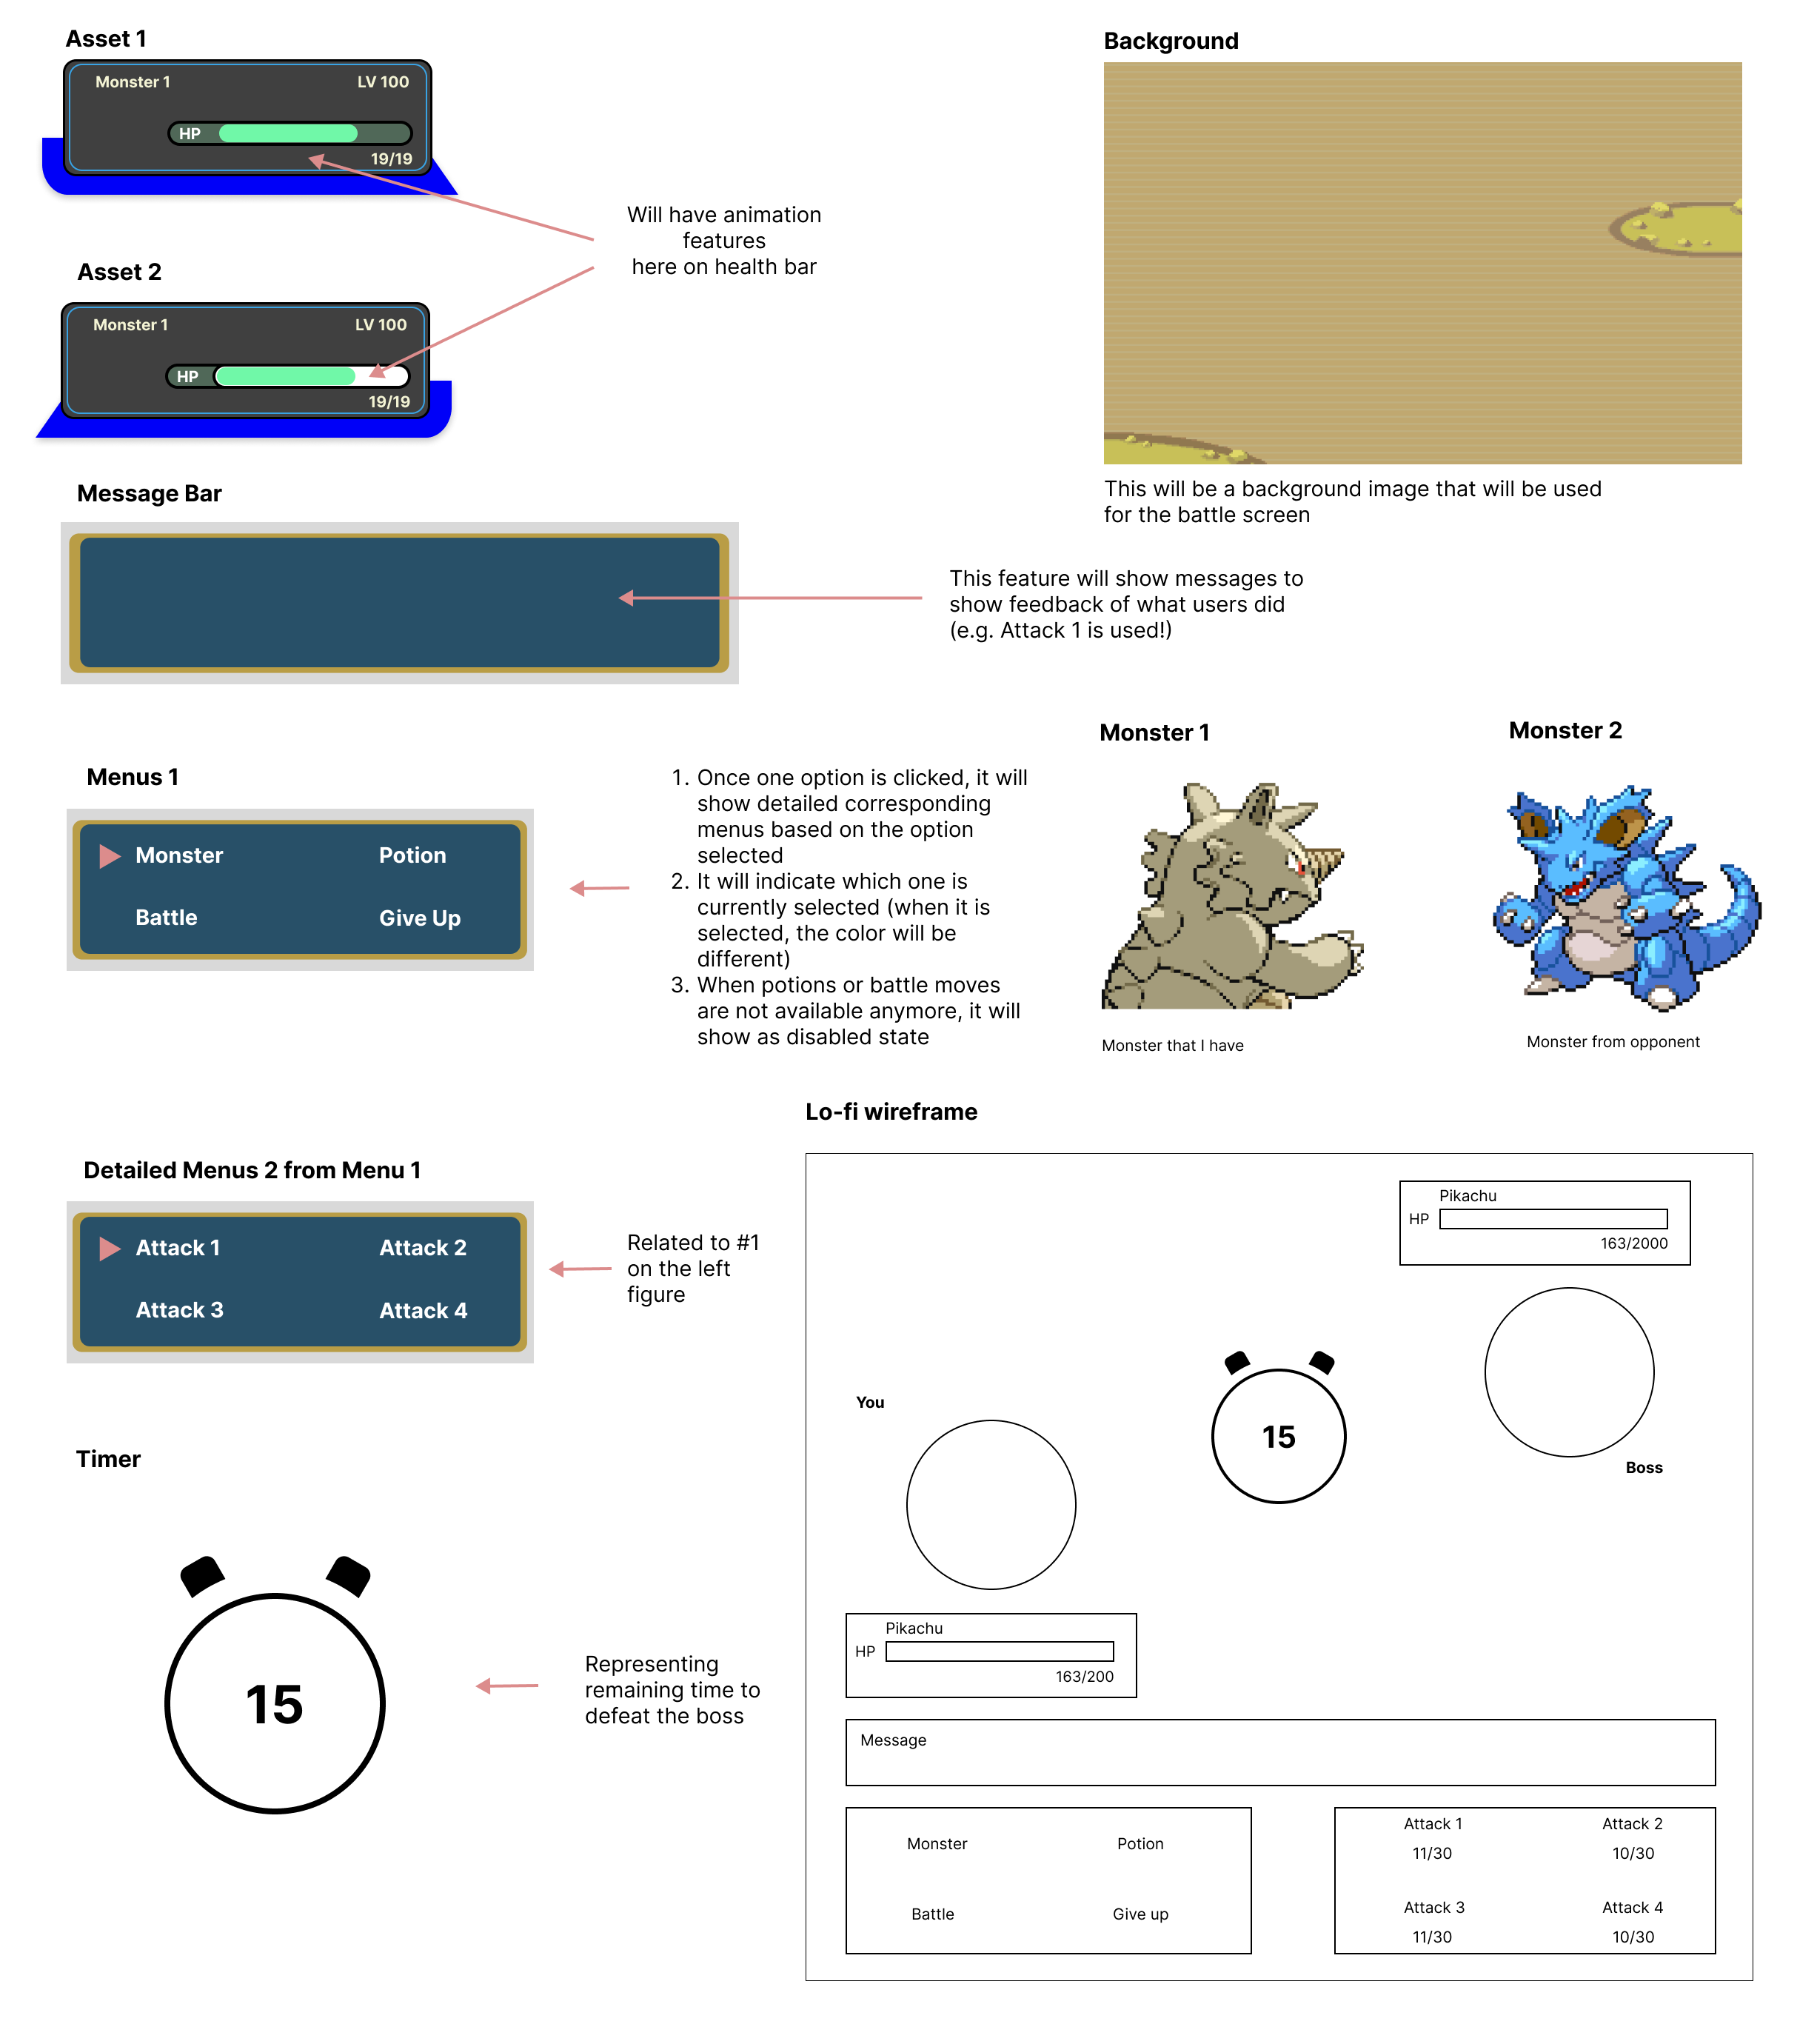 Asset 1
Monster 1
LV 100
HP
19/19
Background
Will have animation
features
here on health bar
Asset 2
Monster 1
LV 100
HP
19/19
This will be a background image that will be used
for the battle screen
Message Bar
This feature will show messages to
show feedback of what users did
(e.g. Attack 1 is used!)
Menus 1
Monster
Potion
Battle
Give Up
1. Once one option is clicked, it will
show detailed corresponding
menus based on the option
selected
2. It will indicate which one is
currently selected (when it is
selected, the color will be
different)
3. When potions or battle moves
are not available anymore, it will
show as disabled state
Monster 1
Monster that I have
Monster 2
Monster from opponent
Detailed Menus 2 from Menu 1
Attack 1
Attack 2
Attack 3
Attack 4
Related to #1
on the left
figure
Timer
15
Representing
remaining time to
defeat the boss
Lo-fi wireframe
Pikachu
HP
163/2000
You
15
Boss
Pikachu
HP
163/200
Message
Monster
Potion
Battle
Give up
Attack 1
Attack 2
11/30
10/30
Attack 3
Attack 4
11/30
10/30